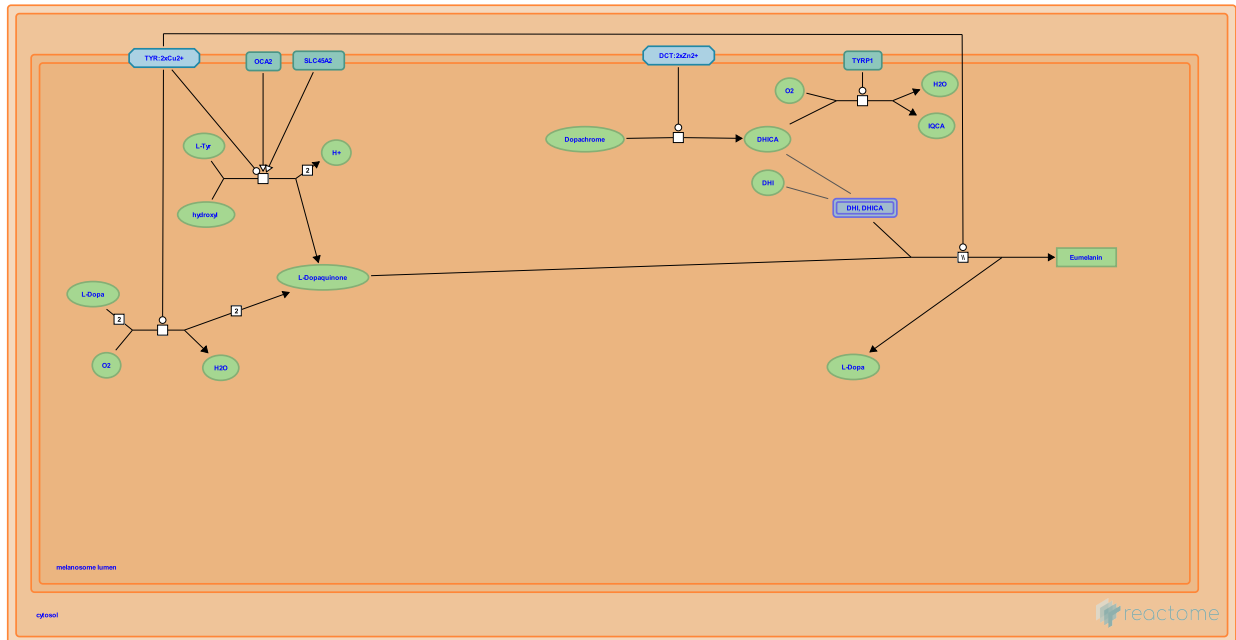 TYR:2xCu2+
OCA2
SLC45A2
DCT:2xZn2+
TYRP1
O2
H2O
IQCA
L-Tyr
H+
2
hydroxyl
Dopachrome
DHICA
DHI
DHI, DHICA
\\
Eumelanin
L-Dopaquinone
L-Dopa
2
2
O2
H2O
L-Dopa
melanosome lumen
cytosol
reactome